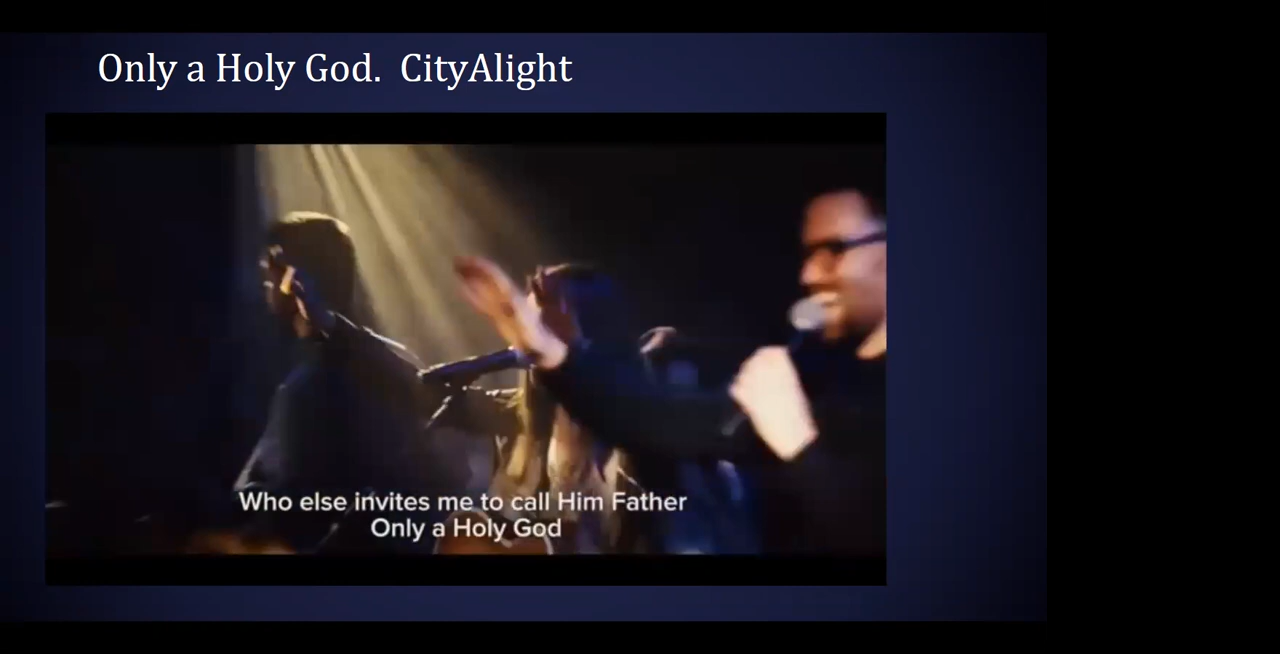 Only a Holy God.  CityAlight
Who else invites me to call Him Father
Only a Holy God